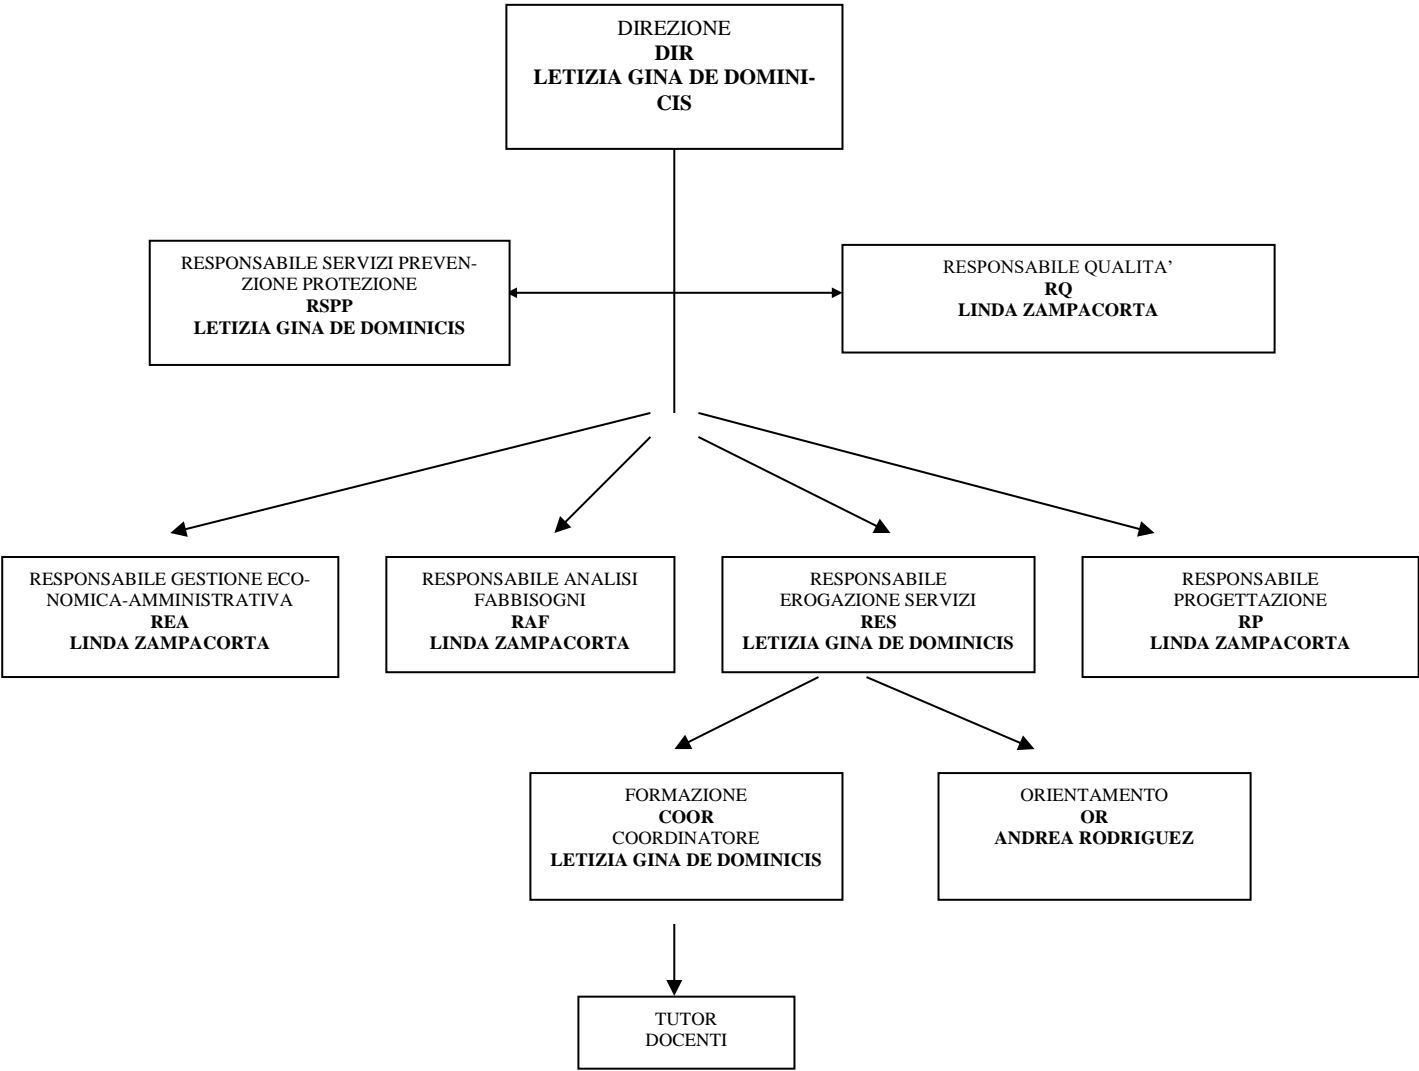 DIREZIONE
DIR
LETIZIA GINA DE DOMINI-
CIS
RESPONSABILE SERVIZI PREVEN-
ZIONE PROTEZIONE
RSPP
LETIZIA GINA DE DOMINICIS
RESPONSABILE QUALITA’
RQ
LINDA ZAMPACORTA
RESPONSABILE GESTIONE ECO-
NOMICA-AMMINISTRATIVA
REA
LINDA ZAMPACORTA
RESPONSABILE ANALISI
FABBISOGNI
RAF
LINDA ZAMPACORTA
RESPONSABILE
EROGAZIONE SERVIZI
RES
LETIZIA GINA DE DOMINICIS
RESPONSABILE
PROGETTAZIONE
RP
LINDA ZAMPACORTA
FORMAZIONE
COOR
COORDINATORE
LETIZIA GINA DE DOMINICIS
ORIENTAMENTO
OR
ANDREA RODRIGUEZ
TUTOR
DOCENTI